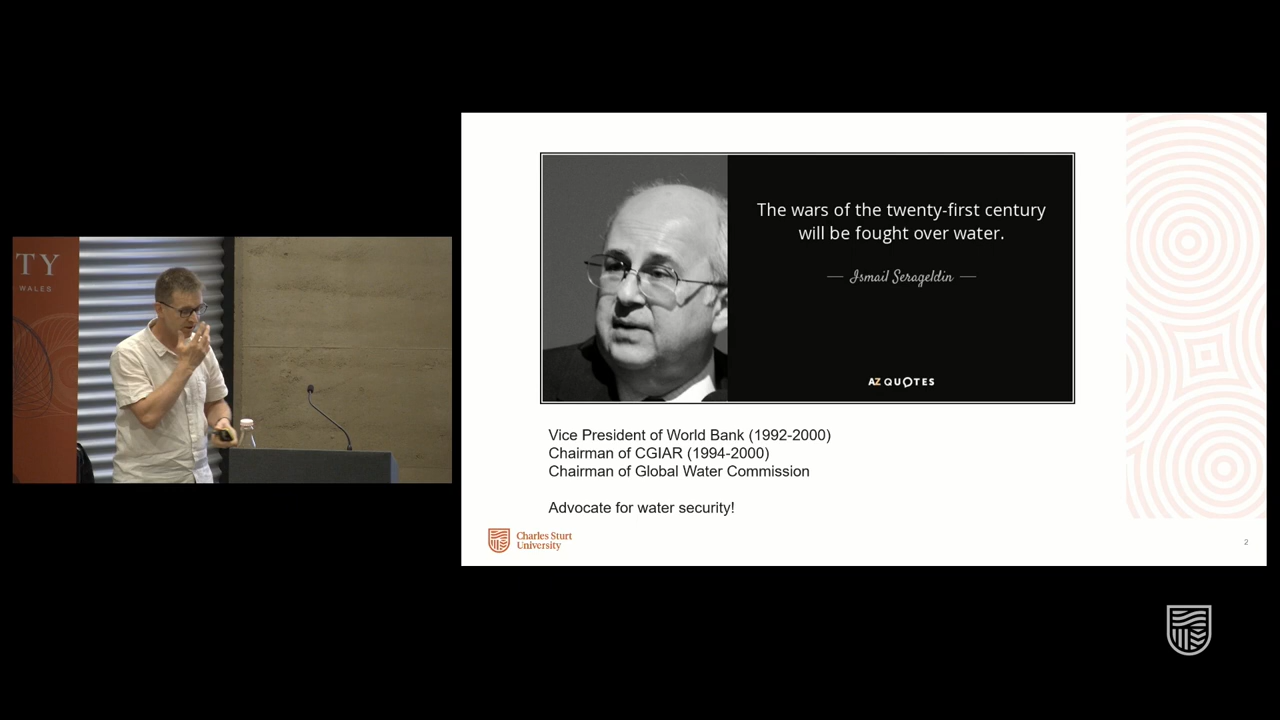 TY
WALES
The wars of the twenty-first century
will be fought over water.
Ismail Serageldin
AZ QUOTES
Vice President of World Bank (1992-2000)
Chairman of CGIAR (1994-2000)
Chairman of Global Water Commission
Advocate for water security!
Charles Sturt
University
2